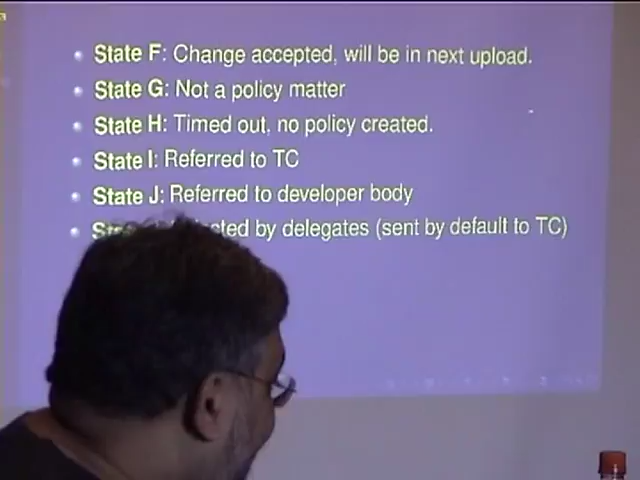 State F: Change accepted, will be in next upload.
State G: Not a policy matter
State H: Timed out, no policy created.
State I: Referred to TC
State J: Referred to developer body
by delegates (sent by default to TC)